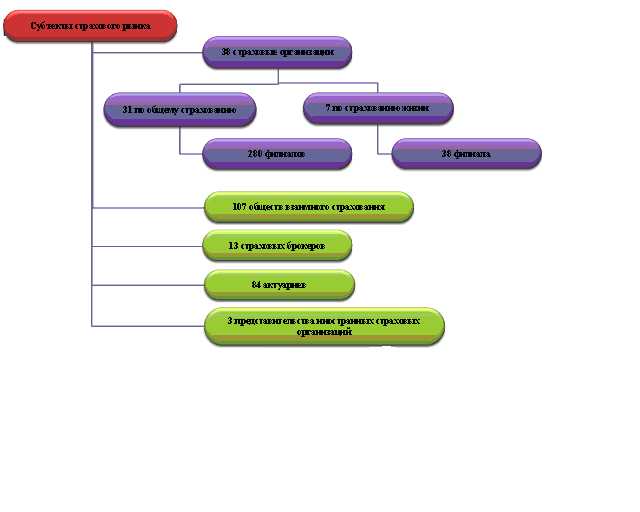 Субъекты страхового рынка
38 страховые организации
31 по общему страхованию
7 по страхованию жизни
280 филиалов
38 филиала
107 обществ взаимного страхования
13 страховых брокеров
84 актуариев
3 представительства иностранных страховых
организаций